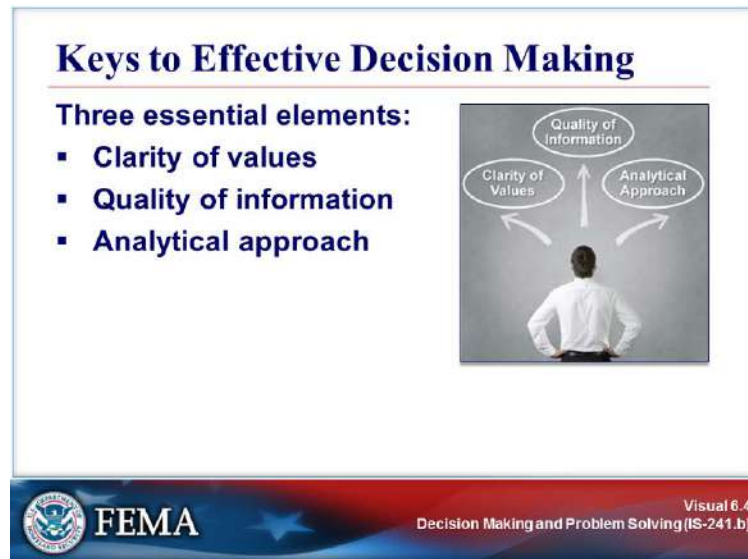 Keys to Effective Decision Making
Three essential elements:
▪ Clarity of values
▪ Quality of information
▪ Analytical approach
Quality of
Information
Clarity of
Values
Analytical
Approach
FEMA
Visual 6.4
Decision Making and Problem Solving (IS-241.b)